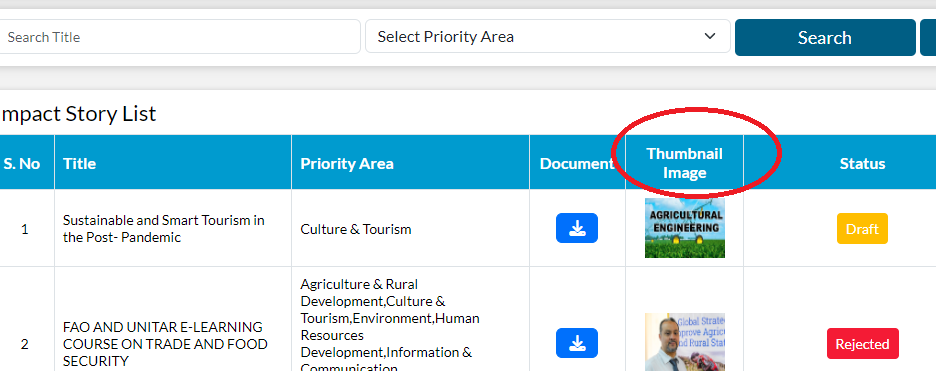 Search Title
Select Priority Area
Search
mpact Story List
S. No
Title
Priority Area
Document
Thumbnail
Image
Status
1
Sustainable and Smart Tourism in
the Post- Pandemic
Culture & Tourism
AGRICULTURAL
ENGINEERING
Draft
2
FAO AND UNITAR E-LEARNING
COURSE ON TRADE AND FOOD
SECURITY
Agriculture & Rural
Development,Culture &
Tourism,Environment,Human
Resources
Development,Information &
Communication
Global Strate
mprove Agric
nd Rural Stat
Rejected